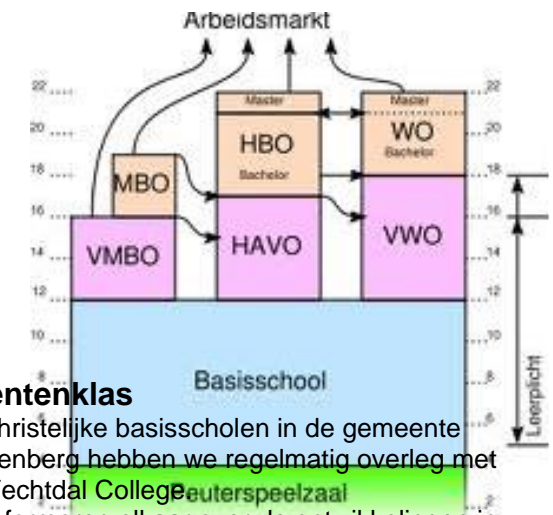 Arbeidsmarkt
22 Master Master 22
20 HBO WO 20
Bachelor
18 MBO Bachelor 18
16 16
14 VMBO HAVO VWO 14
12 12
10 10
8 Basisschool 8
Leerplicht
6
entenklas
hristelijke basisscholen in de gemeente
enberg hebben we regelmatig overleg met
echtdal College.
Peuterspeelzaal
2 2